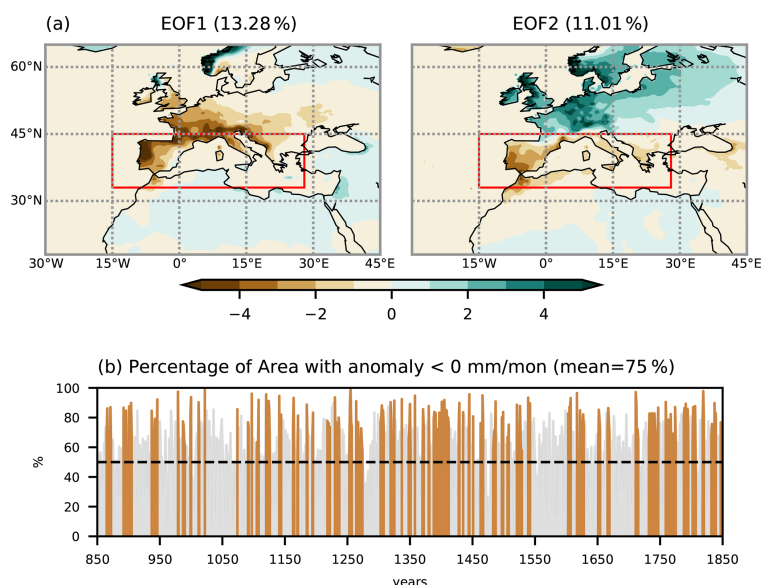 (a) EOF1 (13.28 %) EOF2 (11.01 %)
60°N
45°N
30°N
30°W 15°W 0° 15°E 30°E 45°E 15°W 0° 15°E 30°E 45°E
−4 −2 0 2 4
(b) Percentage of Area with anomaly < 0 mm/mon (mean=75 %)
100
80
60
%
40
20
0
850 950 1050 1150 1250 1350 1450 1550 1650 1750 1850
years